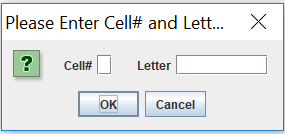 Please Enter Cell# and Lett...
?
Cell# Letter
OK Cancel